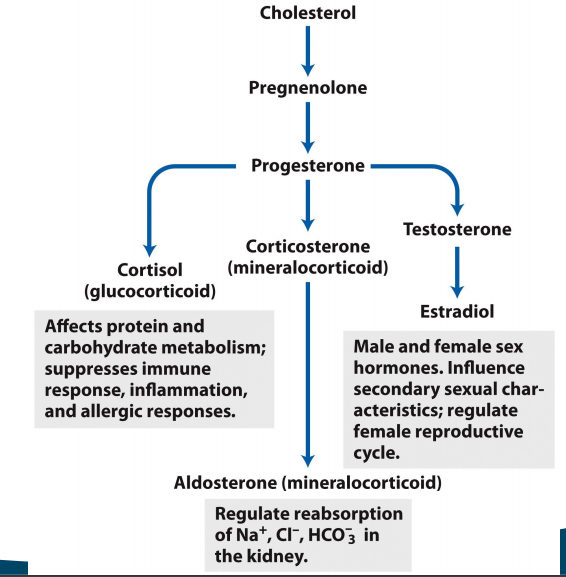 Cholesterol
Pregnenolone
Progesterone
Testosterone
Corticosterone
(mineralocorticoid)
Cortisol
(glucocorticoid)
Estradiol
Affects protein and
carbohydrate metabolism;
suppresses immune
response, inflammation,
and allergic responses.
Male and female sex
hormones. Influence
secondary sexual char-
acteristics; regulate
female reproductive
cycle.
Aldosterone (mineralocorticoid)
Regulate reabsorption
of Na⁺, Cl⁻, HCO₃⁻ in
the kidney.